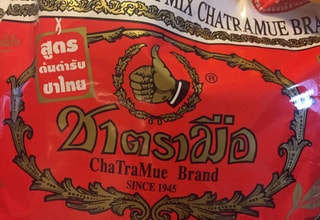 MIX CHATRAMUE BRA
สูตร
ต้นตำรับ
ชาไทย
®
ชาตรามือ
ChaTraMue Brand
SINCE 1945